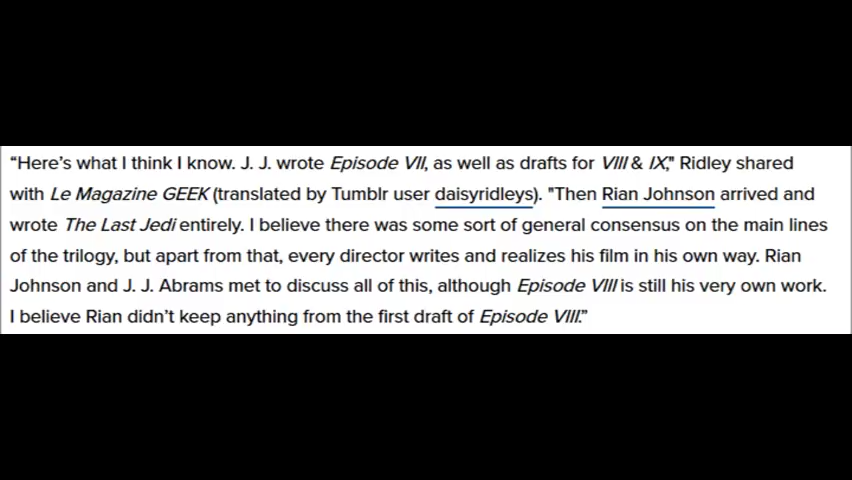 “Here’s what I think I know. J. J. wrote Episode VII, as well as drafts for VIII & IX," Ridley shared
with Le Magazine GEEK (translated by Tumblr user daisyridleys). "Then Rian Johnson arrived and
wrote The Last Jedi entirely. I believe there was some sort of general consensus on the main lines
of the trilogy, but apart from that, every director writes and realizes his film in his own way. Rian
Johnson and J. J. Abrams met to discuss all of this, although Episode VIII is still his very own work.
I believe Rian didn’t keep anything from the first draft of Episode VIII.”